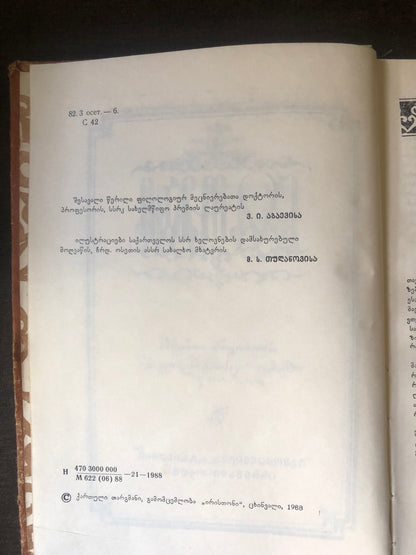 82. 3 осет.— 6.
С 42
შესავალი წერილი ფილოლოგიურ მეცნიერებათა დოქტორის,
პროფესორის, სსრკ სახელმწიფო პრემიის ლაურეატის
ვ. ი. აბაევისა
ილუსტრაციები საქართველოს სსრ ხელოვნების დამსახურებული
მოღვაწის, ჩრდ. ოსეთის ასსრ სახალხო მხატვრის
მ. ს. თუღანოვისა
Н 470 3000 000
М 622 (06) 88 —21—1988
© ქართული თარგმანი, გამომცემლობა „ირისთონი“, ცხინვალი, 1988